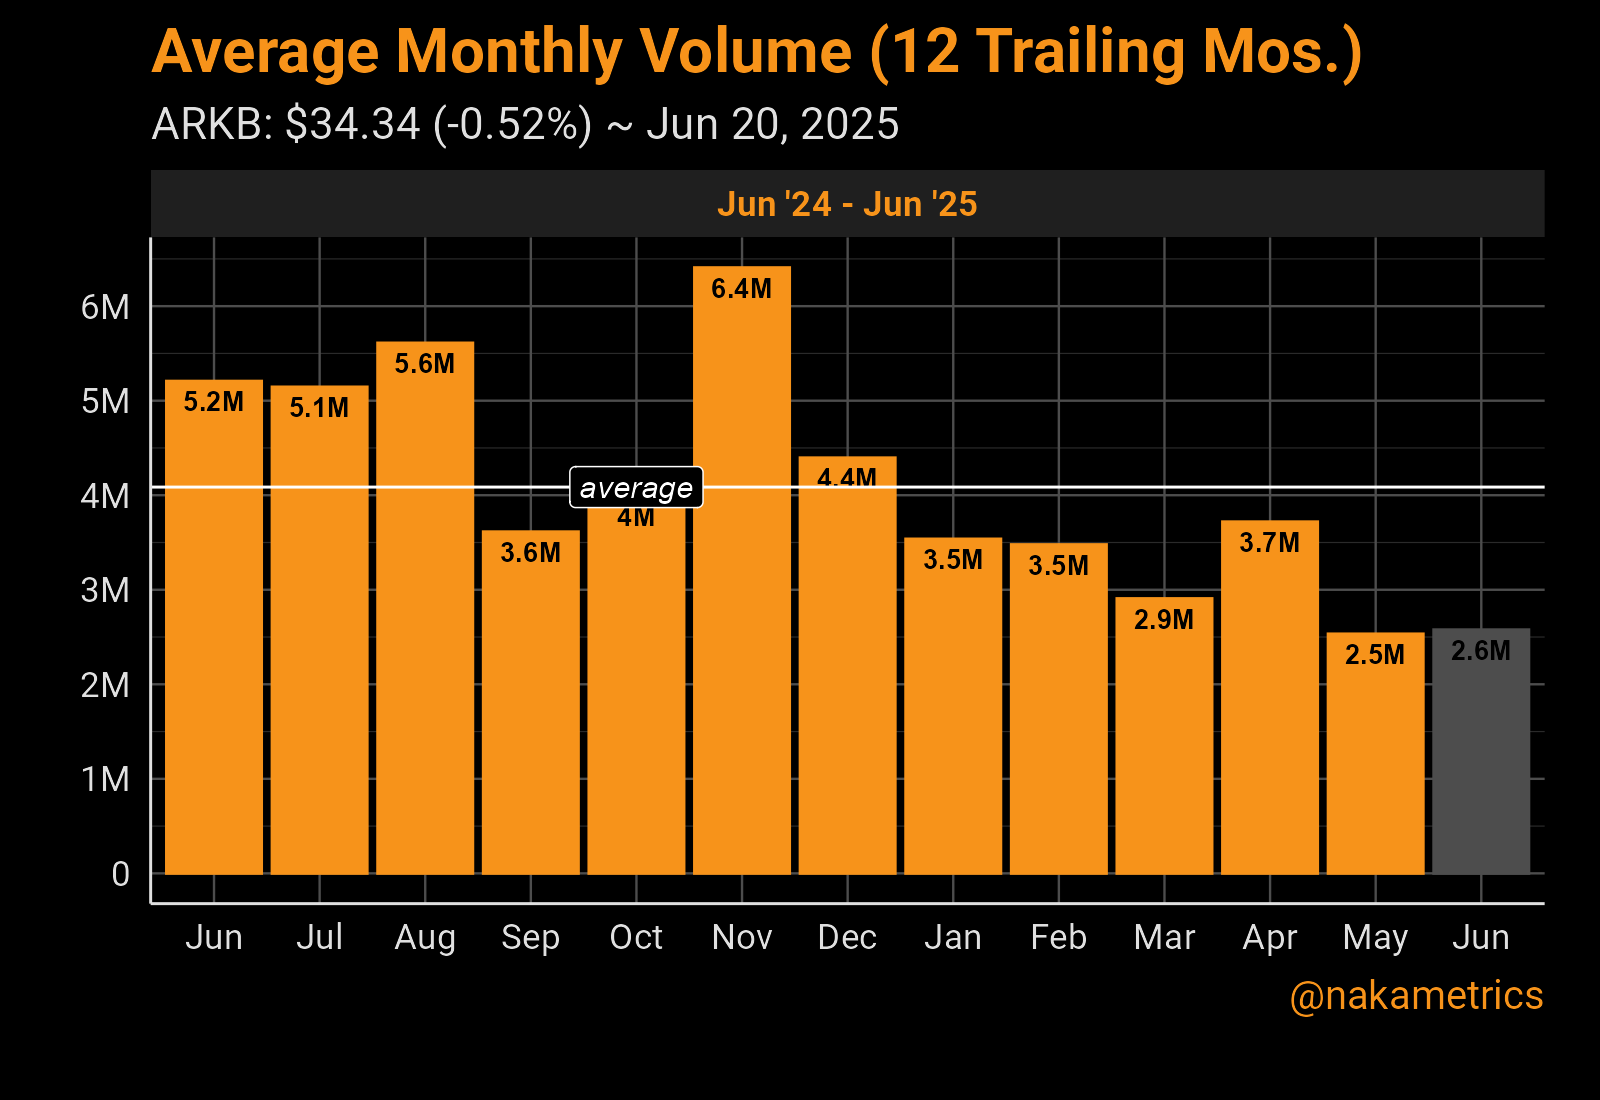 Average Monthly Volume (12 Trailing Mos.)
ARKB: $34.34 (-0.52%) ~ Jun 20, 2025
Jun '24 - Jun '25
6M
5M
4M
3M
2M
1M
0
5.2M
5.1M
5.6M
3.6M
4M
6.4M
4.4M
3.5M
3.5M
2.9M
3.7M
2.5M
2.6M
average
Jun Jul Aug Sep Oct Nov Dec Jan Feb Mar Apr May Jun
@nakametrics